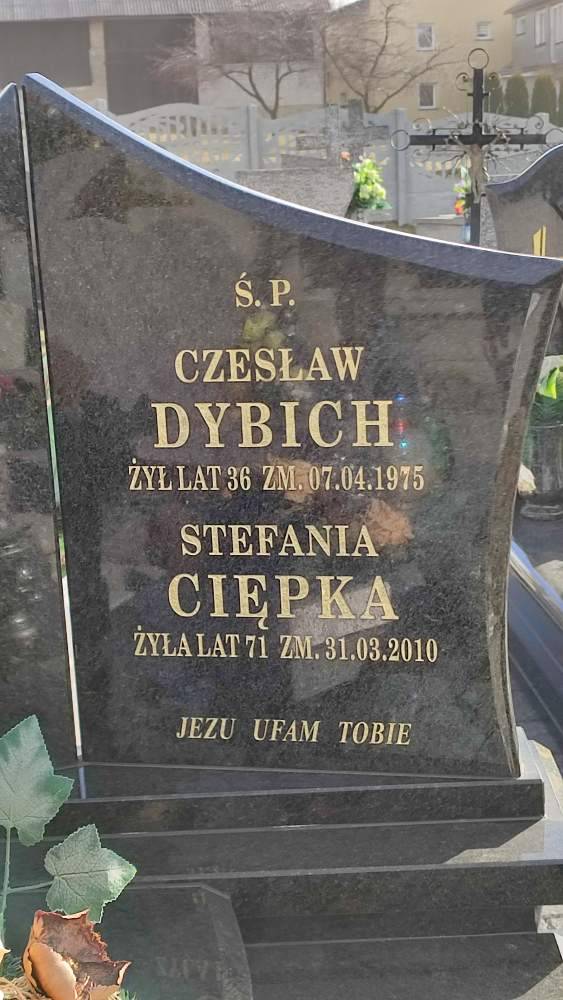 Ś. P.
CZESŁAW
DYBICH
ŻYŁ LAT 36 ZM. 07.04.1975
STEFANIA
CIĘPKA
ŻYŁA LAT 71 ZM. 31.03.2010
JEZU UFAM TOBIE